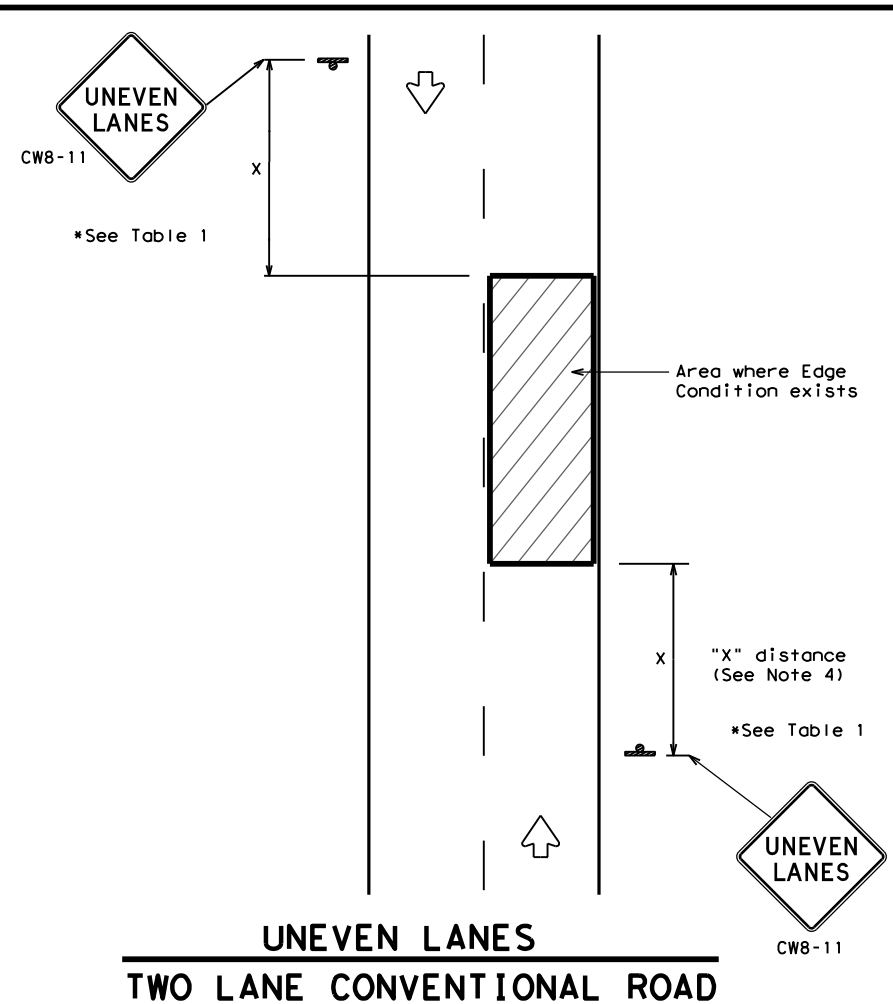 UNEVEN
LANES
CW8-11
X
*See Table 1
Area where Edge
Condition exists
X
"X" distance
(See Note 4)
*See Table 1
UNEVEN
LANES
CW8-11
UNEVEN LANES
TWO LANE CONVENTIONAL ROAD